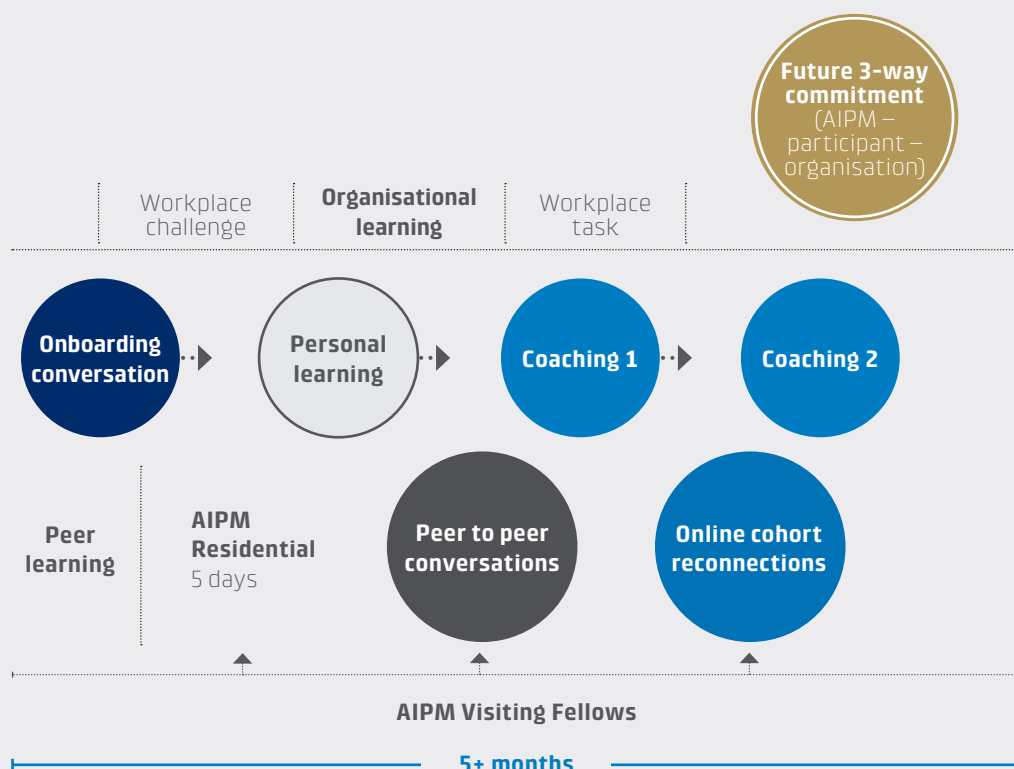 Future 3-way
commitment
(AIPM –
participant –
organisation)
Workplace
challenge
Organisational
learning
Workplace
task
Onboarding
conversation
Personal
learning
Coaching 1
Coaching 2
Peer
learning
AIPM
Residential
5 days
Peer to peer
conversations
Online cohort
reconnections
AIPM Visiting Fellows
5+ months